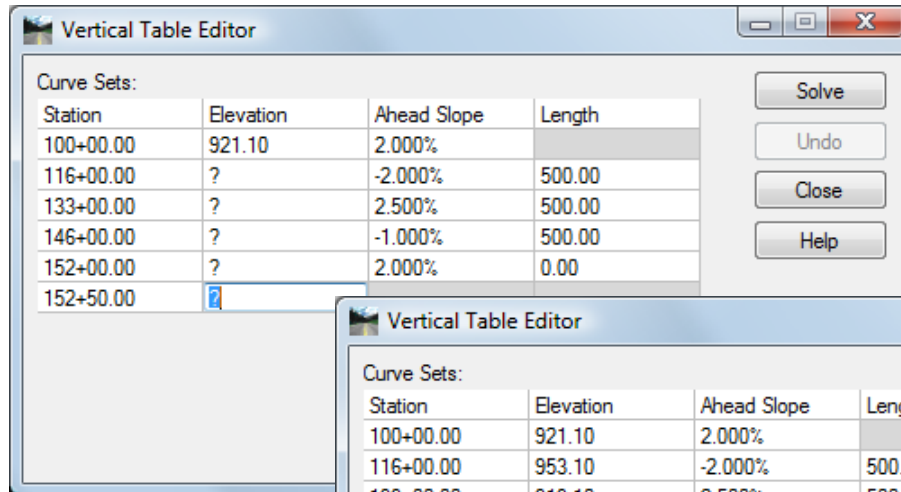 Vertical Table Editor
Curve Sets:
Station Elevation Ahead Slope Length
100+00.00 921.10 2.000%
116+00.00 ? -2.000% 500.00
133+00.00 ? 2.500% 500.00
146+00.00 ? -1.000% 500.00
152+00.00 ? 2.000% 0.00
152+50.00 ?
Solve
Undo
Close
Help
Vertical Table Editor
Curve Sets:
Station Elevation Ahead Slope Leng
100+00.00 921.10 2.000%
116+00.00 953.10 -2.000% 500.